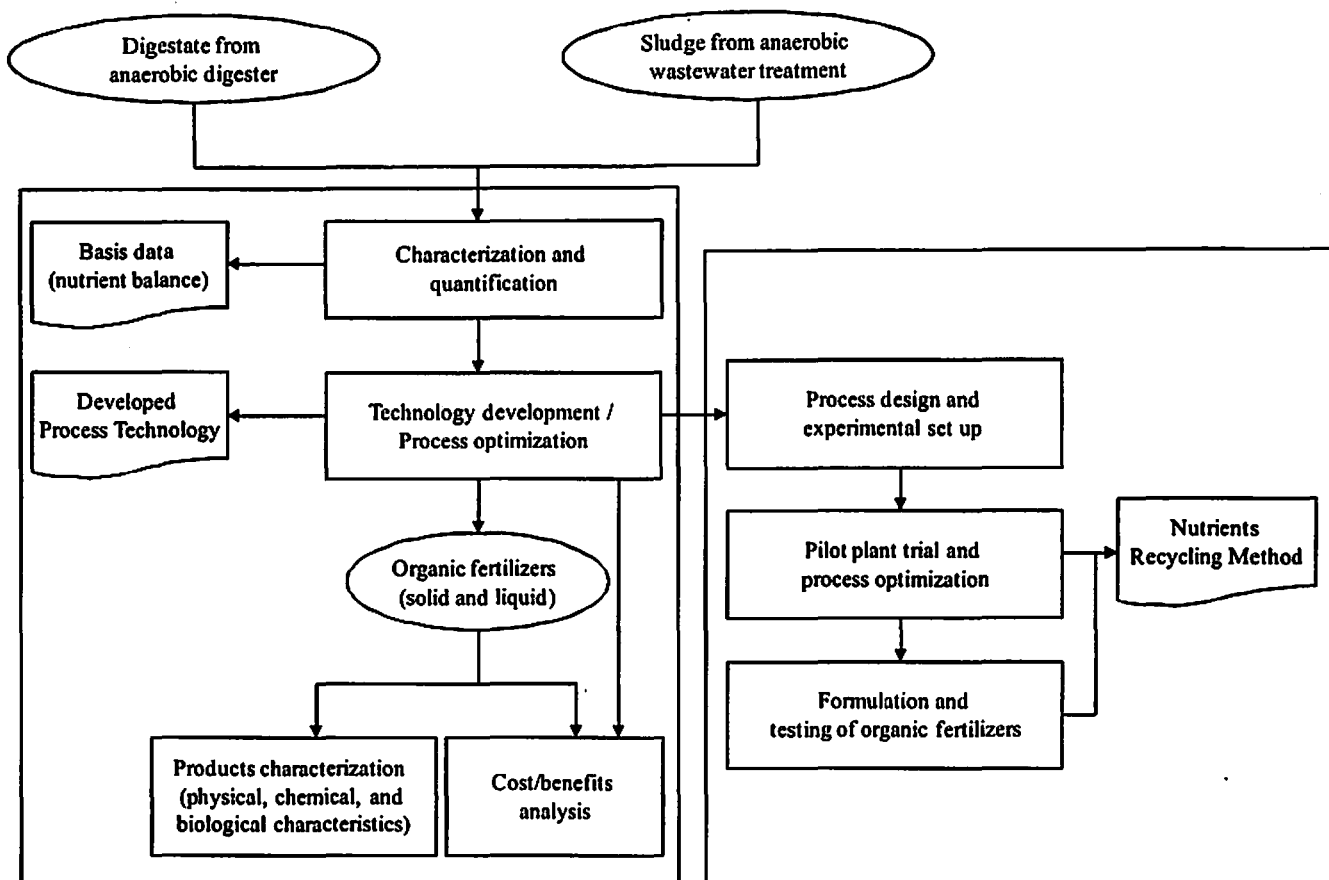 Digestate from
anaerobic digester
Sludge from anaerobic
wastewater treatment
Basis data
(nutrient balance)
Characterization and
quantification
Developed
Process Technology
Technology development /
Process optimization
Process design and
experimental set up
Organic fertilizers
(solid and liquid)
Pilot plant trial and
process optimization
Nutrients
Recycling Method
Formulation and
testing of organic fertilizers
Products characterization
(physical, chemical, and
biological characteristics)
Cost/benefits
analysis